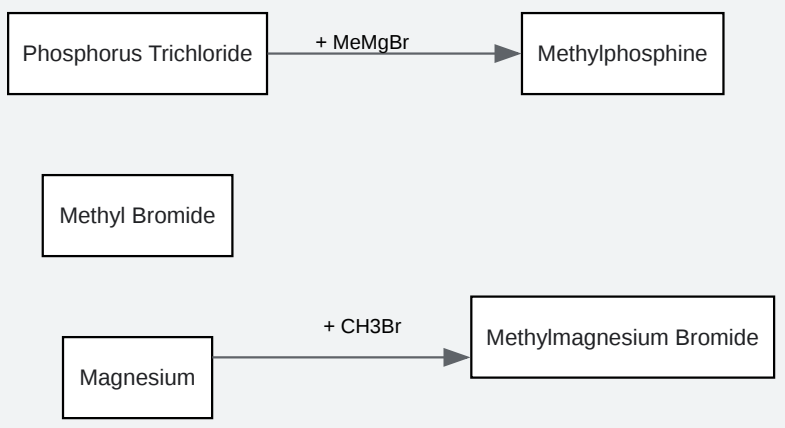 Phosphorus Trichloride
+ MeMgBr
Methylphosphine
Methyl Bromide
+ CH3Br
Methylmagnesium Bromide
Magnesium